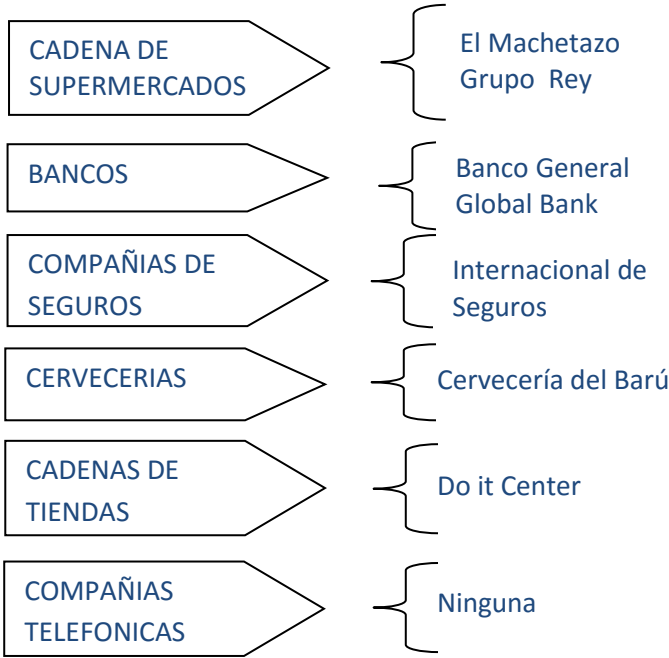 CADENA DE
SUPERMERCADOS
El Machetazo
Grupo Rey
BANCOS
Banco General
Global Bank
COMPAÑIAS DE
SEGUROS
Internacional de
Seguros
CERVECERIAS
Cervecería del Barú
CADENAS DE
TIENDAS
Do it Center
COMPAÑIAS
TELEFONICAS
Ninguna